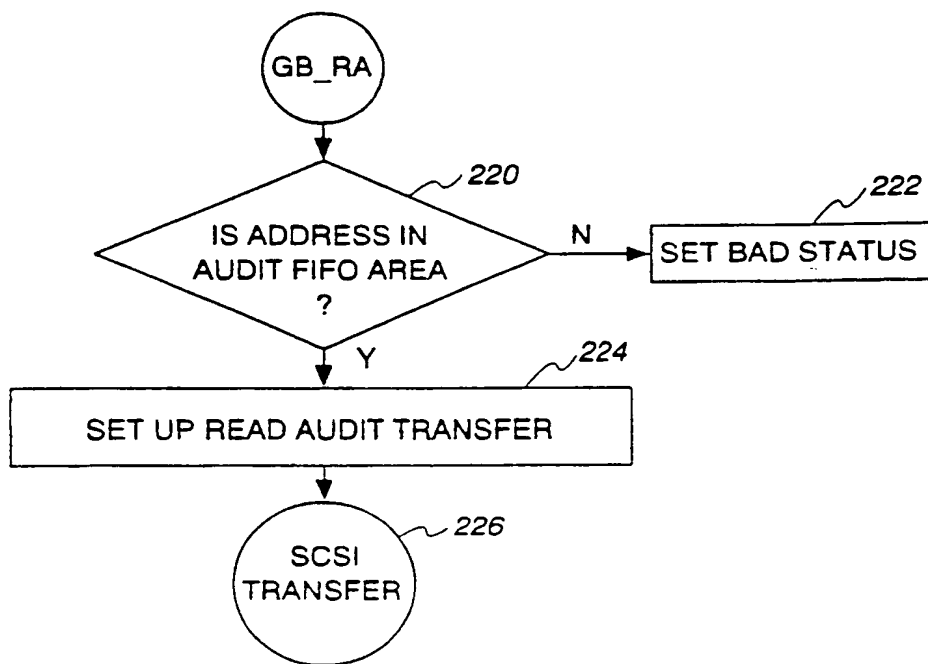 GB_RA
220
222
IS ADDRESS IN
AUDIT FIFO AREA
?
N
SET BAD STATUS
Y
224
SET UP READ AUDIT TRANSFER
226
SCSI
TRANSFER